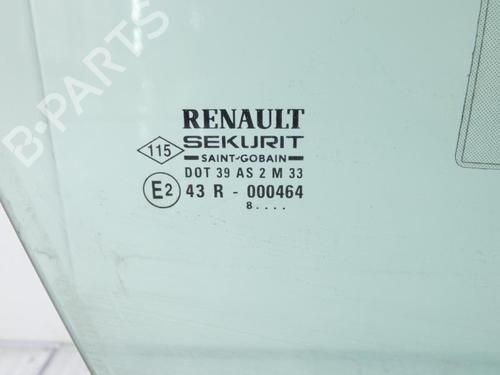 B-PARTS
RENAULT
115
SEKURIT
SAINT-GOBAIN
DOT 39 AS 2 M 33
E2
43 R - 000464
8....